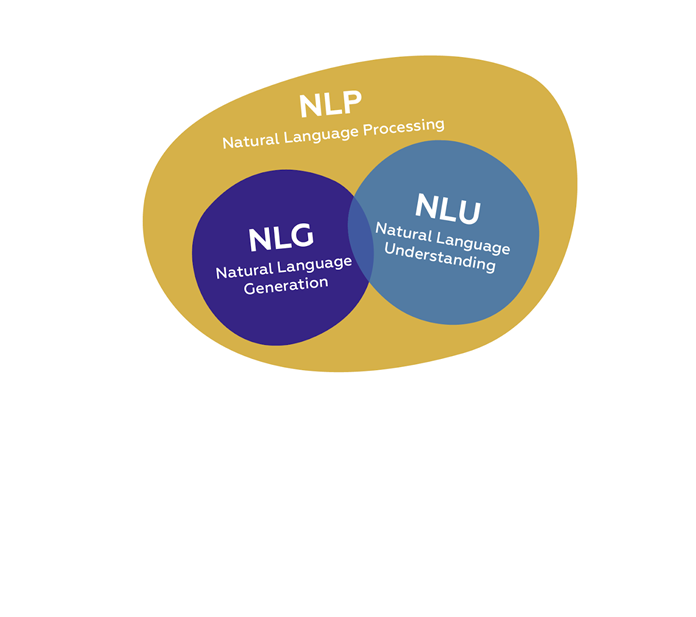 NLP
Natural Language Processing
NLG
Natural Language
Generation
NLU
Natural Language
Understanding